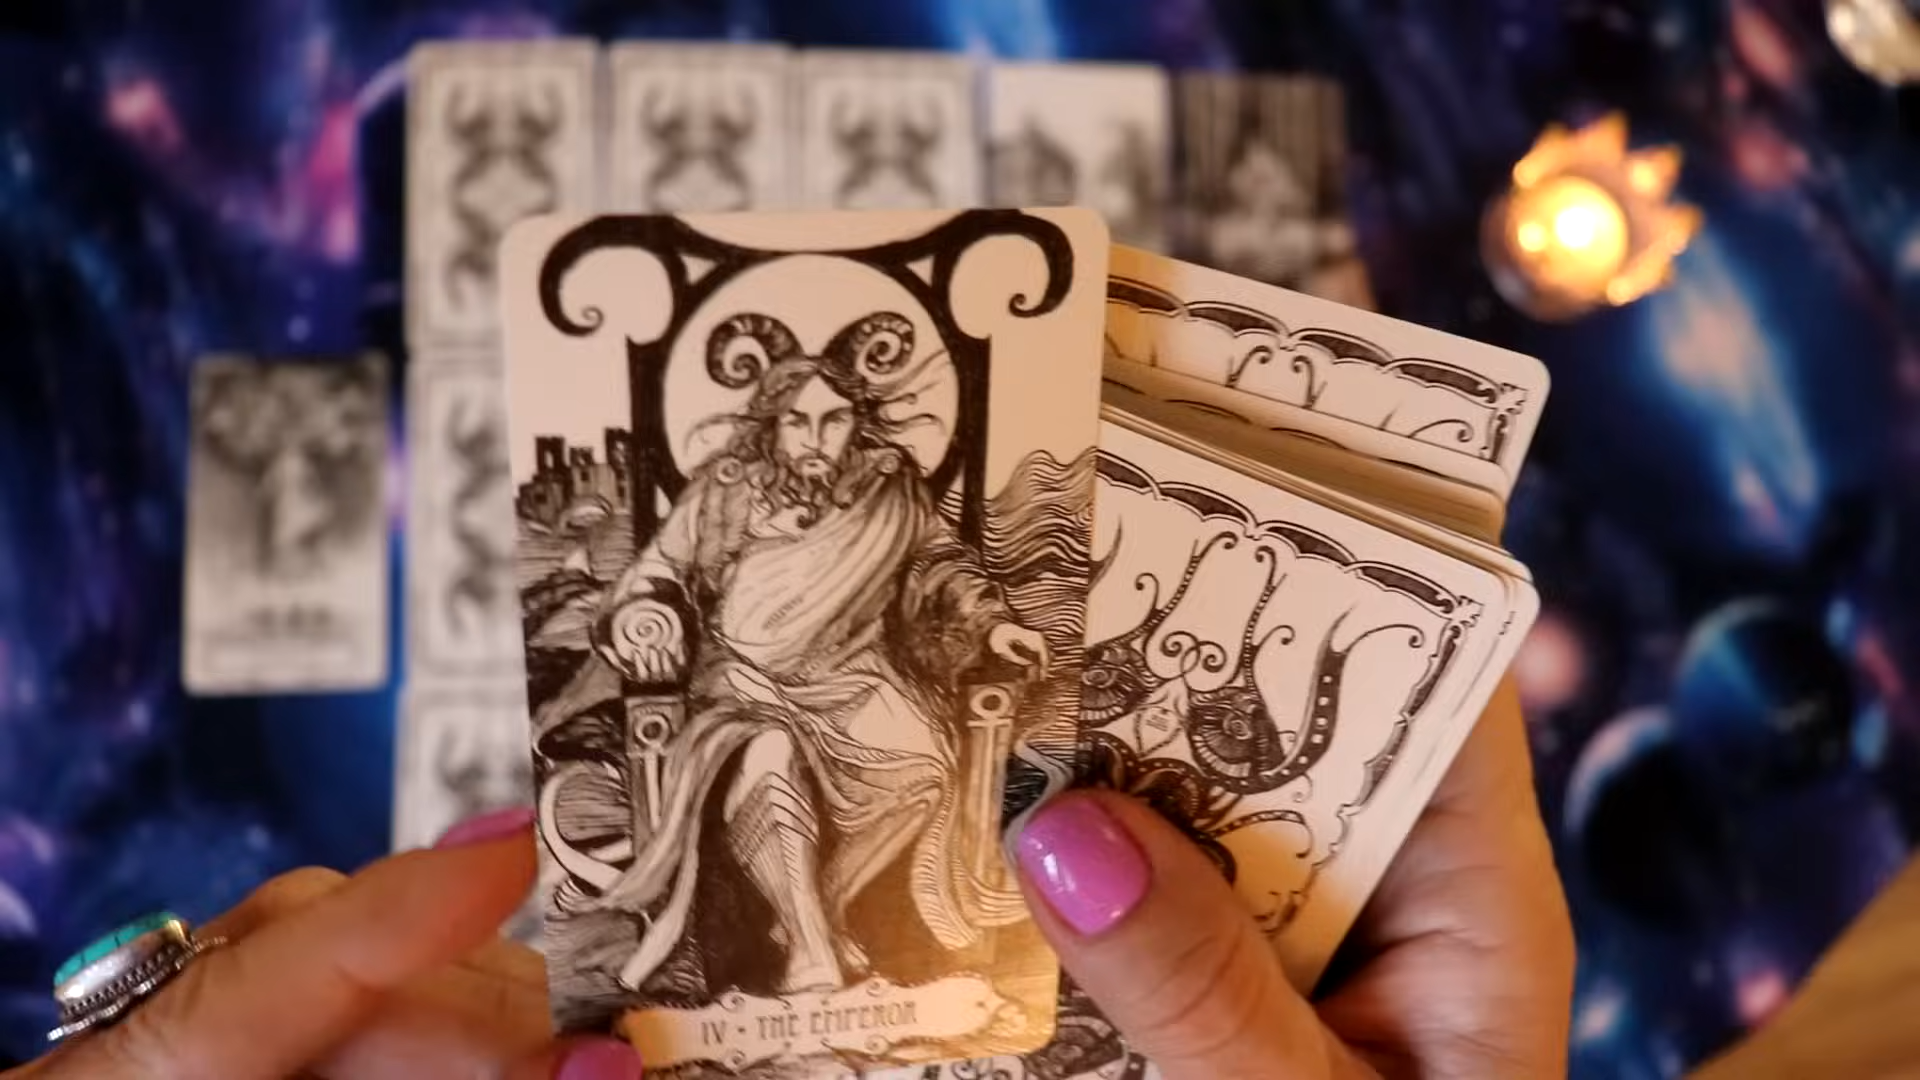 IV • THE EMPEROR